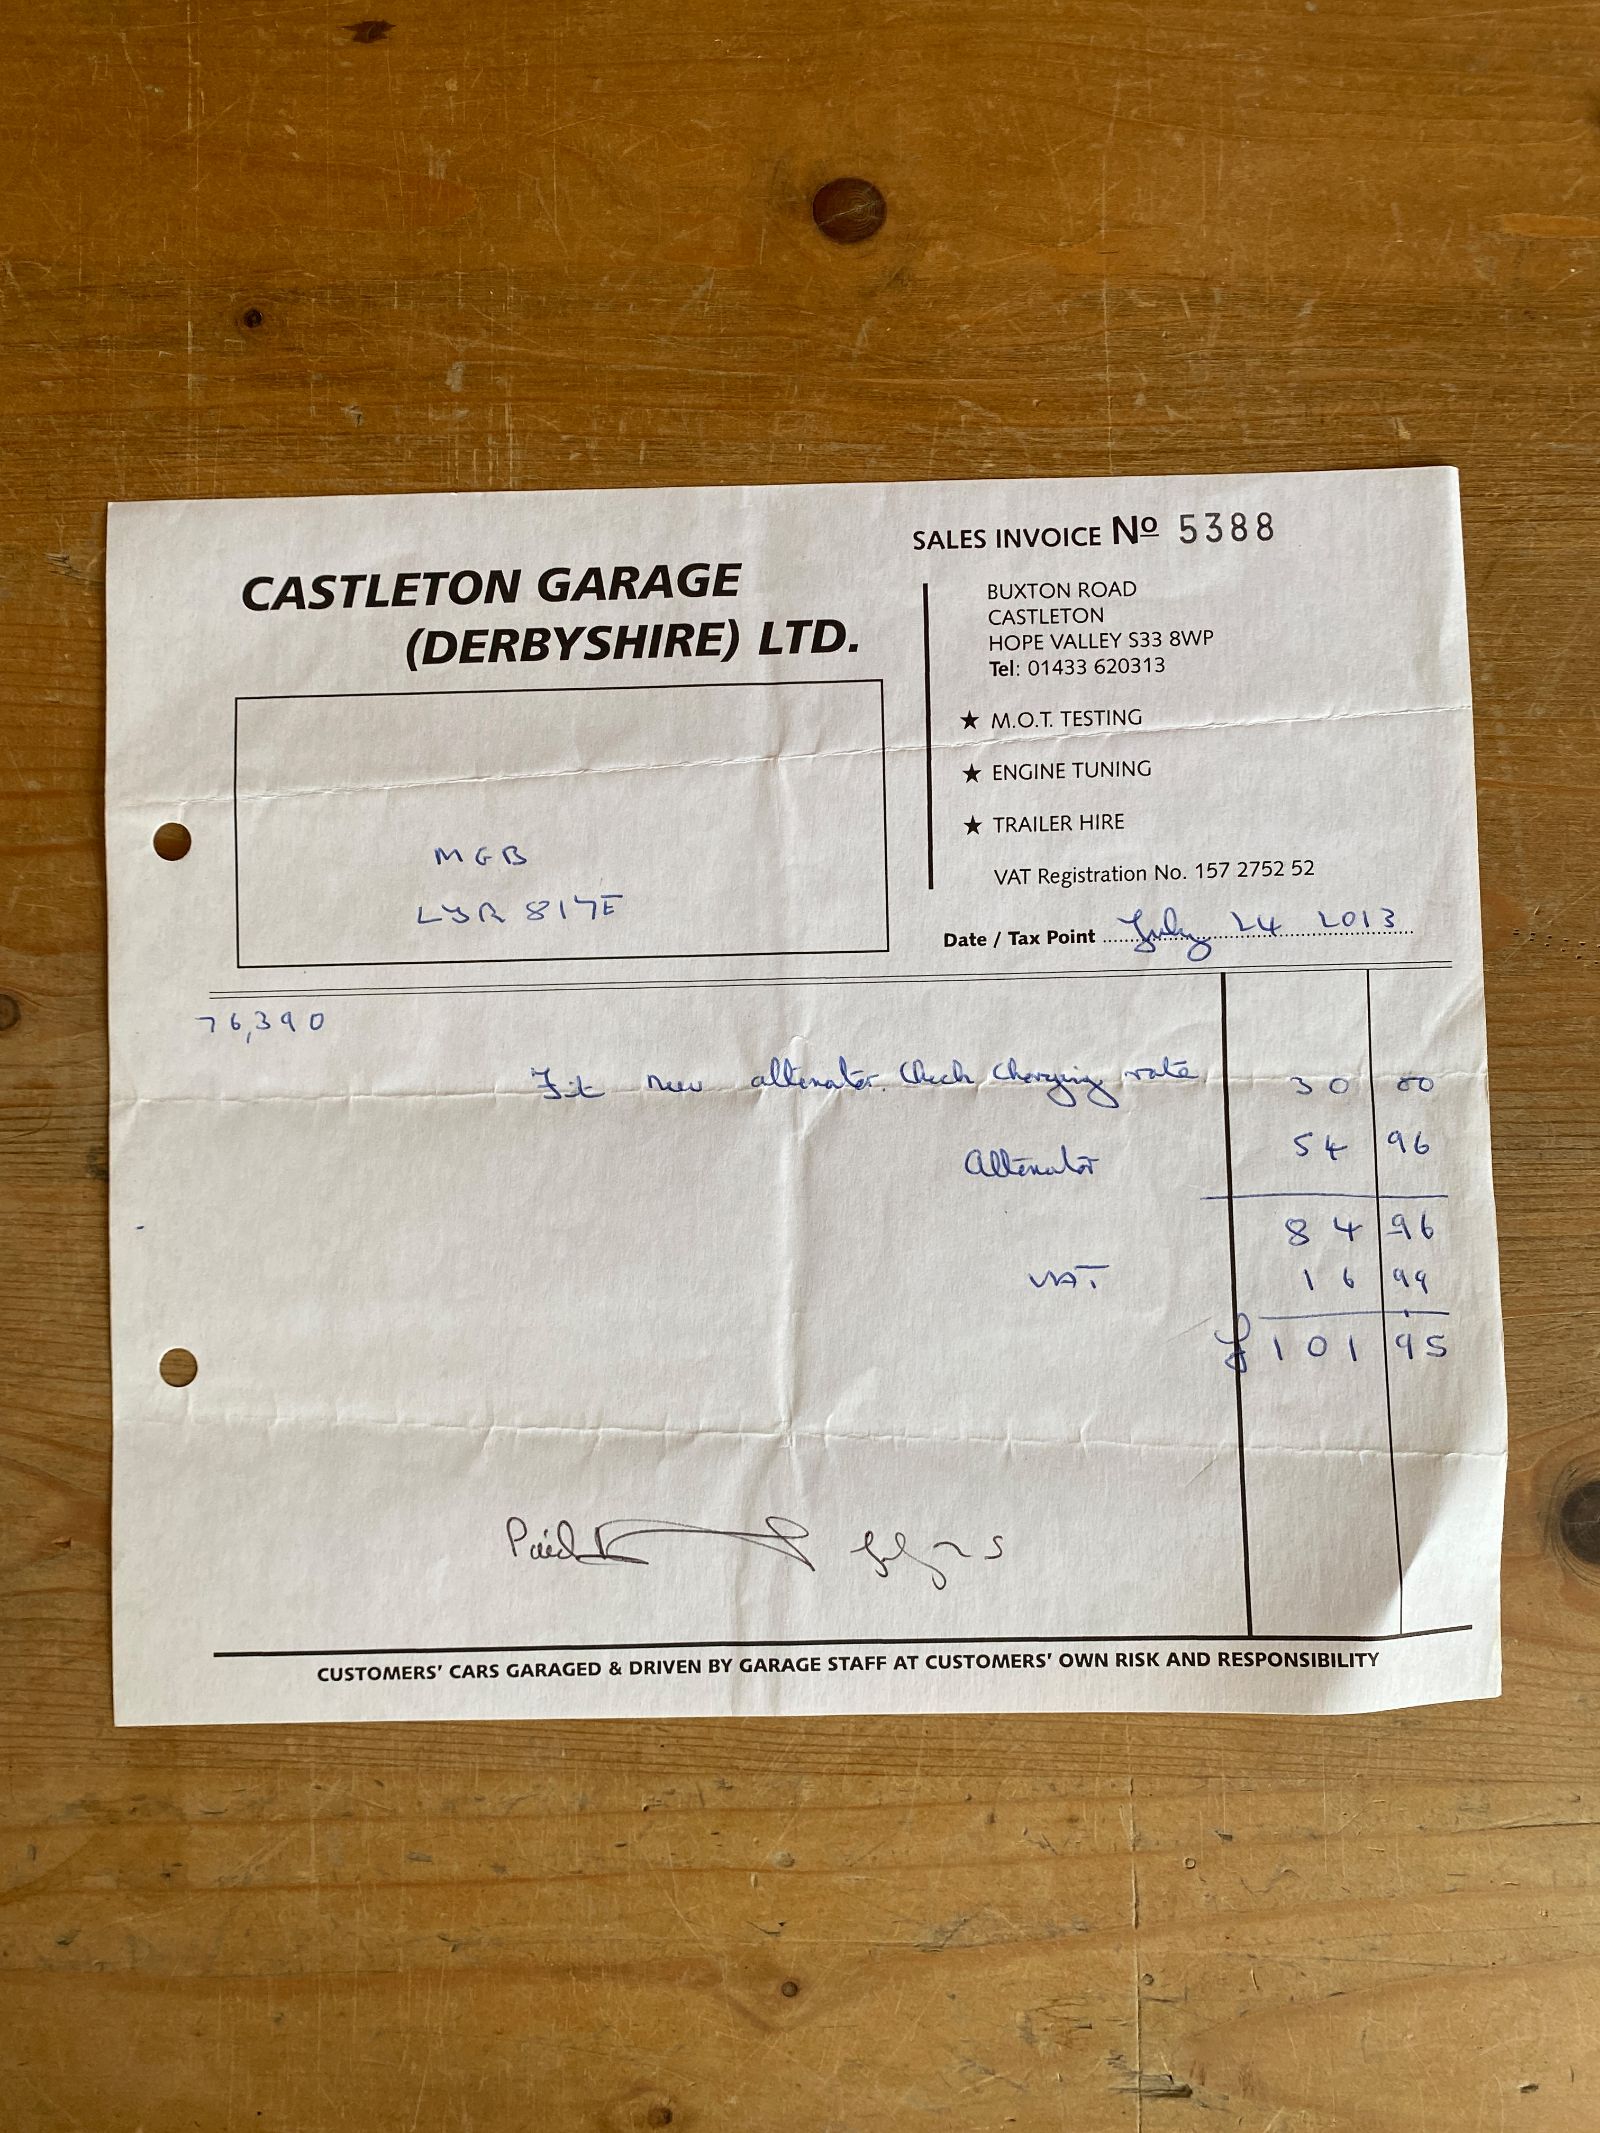 SALES INVOICE Nº 5388
CASTLETON GARAGE
(DERBYSHIRE) LTD.
BUXTON ROAD
CASTLETON
HOPE VALLEY S33 8WP
Tel: 01433 620313
★ M.O.T. TESTING
★ ENGINE TUNING
★ TRAILER HIRE
VAT Registration No. 157 2752 52
MGB
LYR 817E
Date / Tax Point July 24 2013
76,390
Fit new alternator. Check charging rate 30 00
Alternator 54 96
84 96
VAT 16 99
£ 101 95
Paid
CUSTOMERS' CARS GARAGED & DRIVEN BY GARAGE STAFF AT CUSTOMERS' OWN RISK AND RESPONSIBILITY